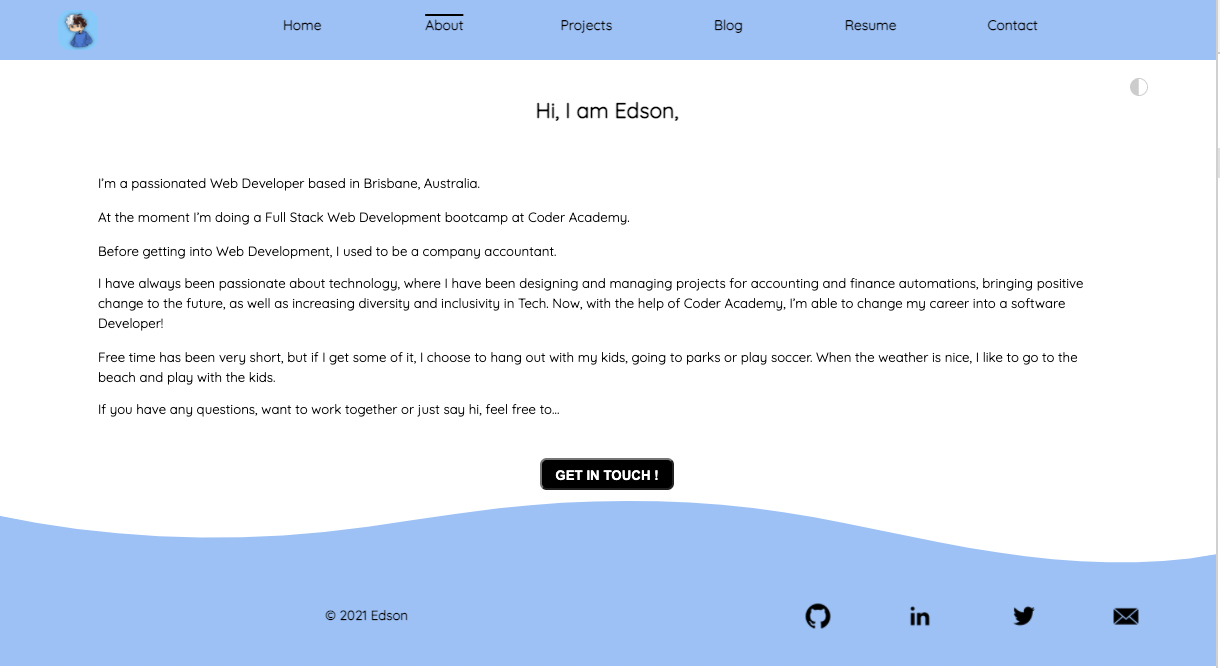 Home About Projects Blog Resume Contact
Hi, I am Edson,
I'm a passionated Web Developer based in Brisbane, Australia.
At the moment I'm doing a Full Stack Web Development bootcamp at Coder Academy.
Before getting into Web Development, I used to be a company accountant.
I have always been passionate about technology, where I have been designing and managing projects for accounting and finance automations, bringing positive
change to the future, as well as increasing diversity and inclusivity in Tech. Now, with the help of Coder Academy, I'm able to change my career into a software
Developer!
Free time has been very short, but if I get some of it, I choose to hang out with my kids, going to parks or play soccer. When the weather is nice, I like to go to the
beach and play with the kids.
If you have any questions, want to work together or just say hi, feel free to...
GET IN TOUCH !
© 2021 Edson
in